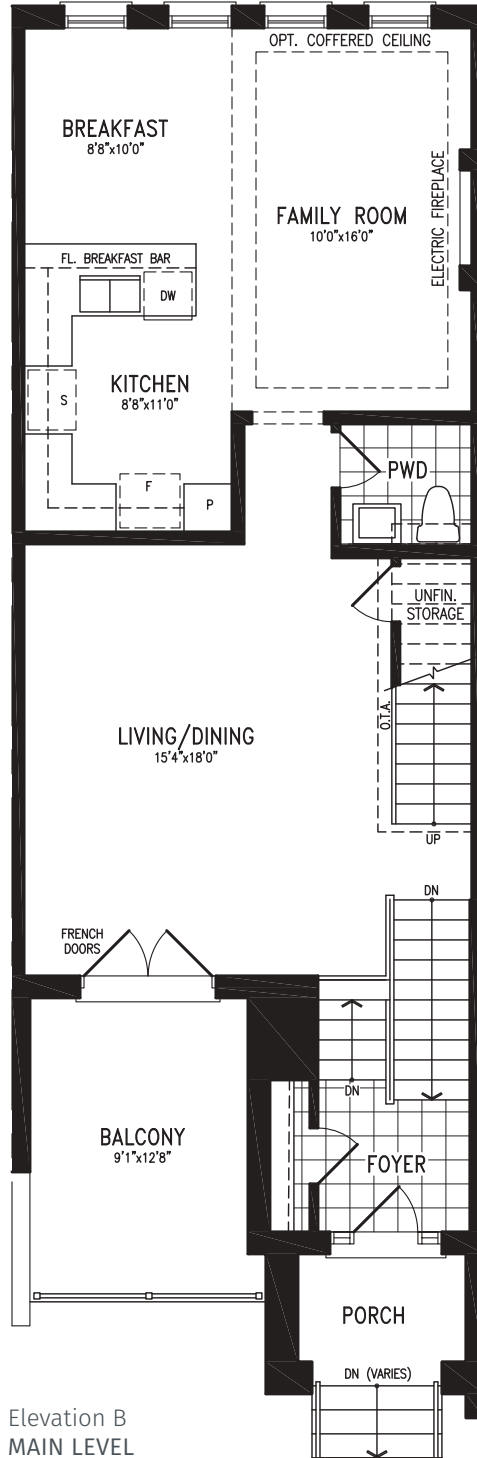 OPT. COFFERED CEILING
BREAKFAST
8'8"x10'0"
FAMILY ROOM
10'0"x16'0"
ELECTRIC FIREPLACE
FL. BREAKFAST BAR
DW
KITCHEN
8'8"x11'0"
S
F
P
PWD
UNFIN.
STORAGE
O.T.A.
LIVING/DINING
15'4"x18'0"
UP
DN
FRENCH
DOORS
DN
BALCONY
9'1"x12'8"
FOYER
PORCH
DN (VARIES)
Elevation B
MAIN LEVEL